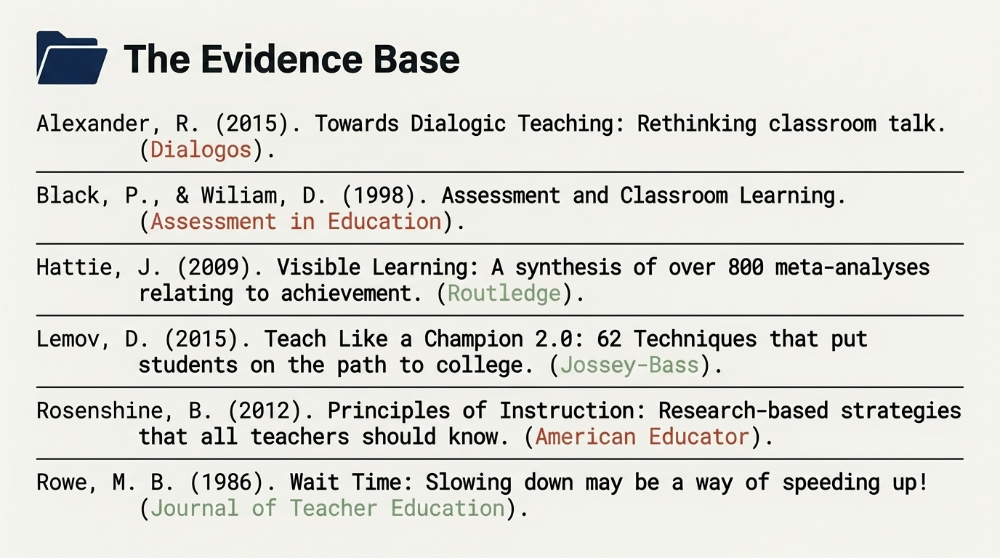 The Evidence Base
Alexander, R. (2015). Towards Dialogic Teaching: Rethinking classroom talk.
(Dialogos).
Black, P., & Wiliam, D. (1998). Assessment and Classroom Learning.
(Assessment in Education).
Hattie, J. (2009). Visible Learning: A synthesis of over 800 meta-analyses
relating to achievement. (Routledge).
Lemov, D. (2015). Teach Like a Champion 2.0: 62 Techniques that put
students on the path to college. (Jossey-Bass).
Rosenshine, B. (2012). Principles of Instruction: Research-based strategies
that all teachers should know. (American Educator).
Rowe, M. B. (1986). Wait Time: Slowing down may be a way of speeding up!
(Journal of Teacher Education).